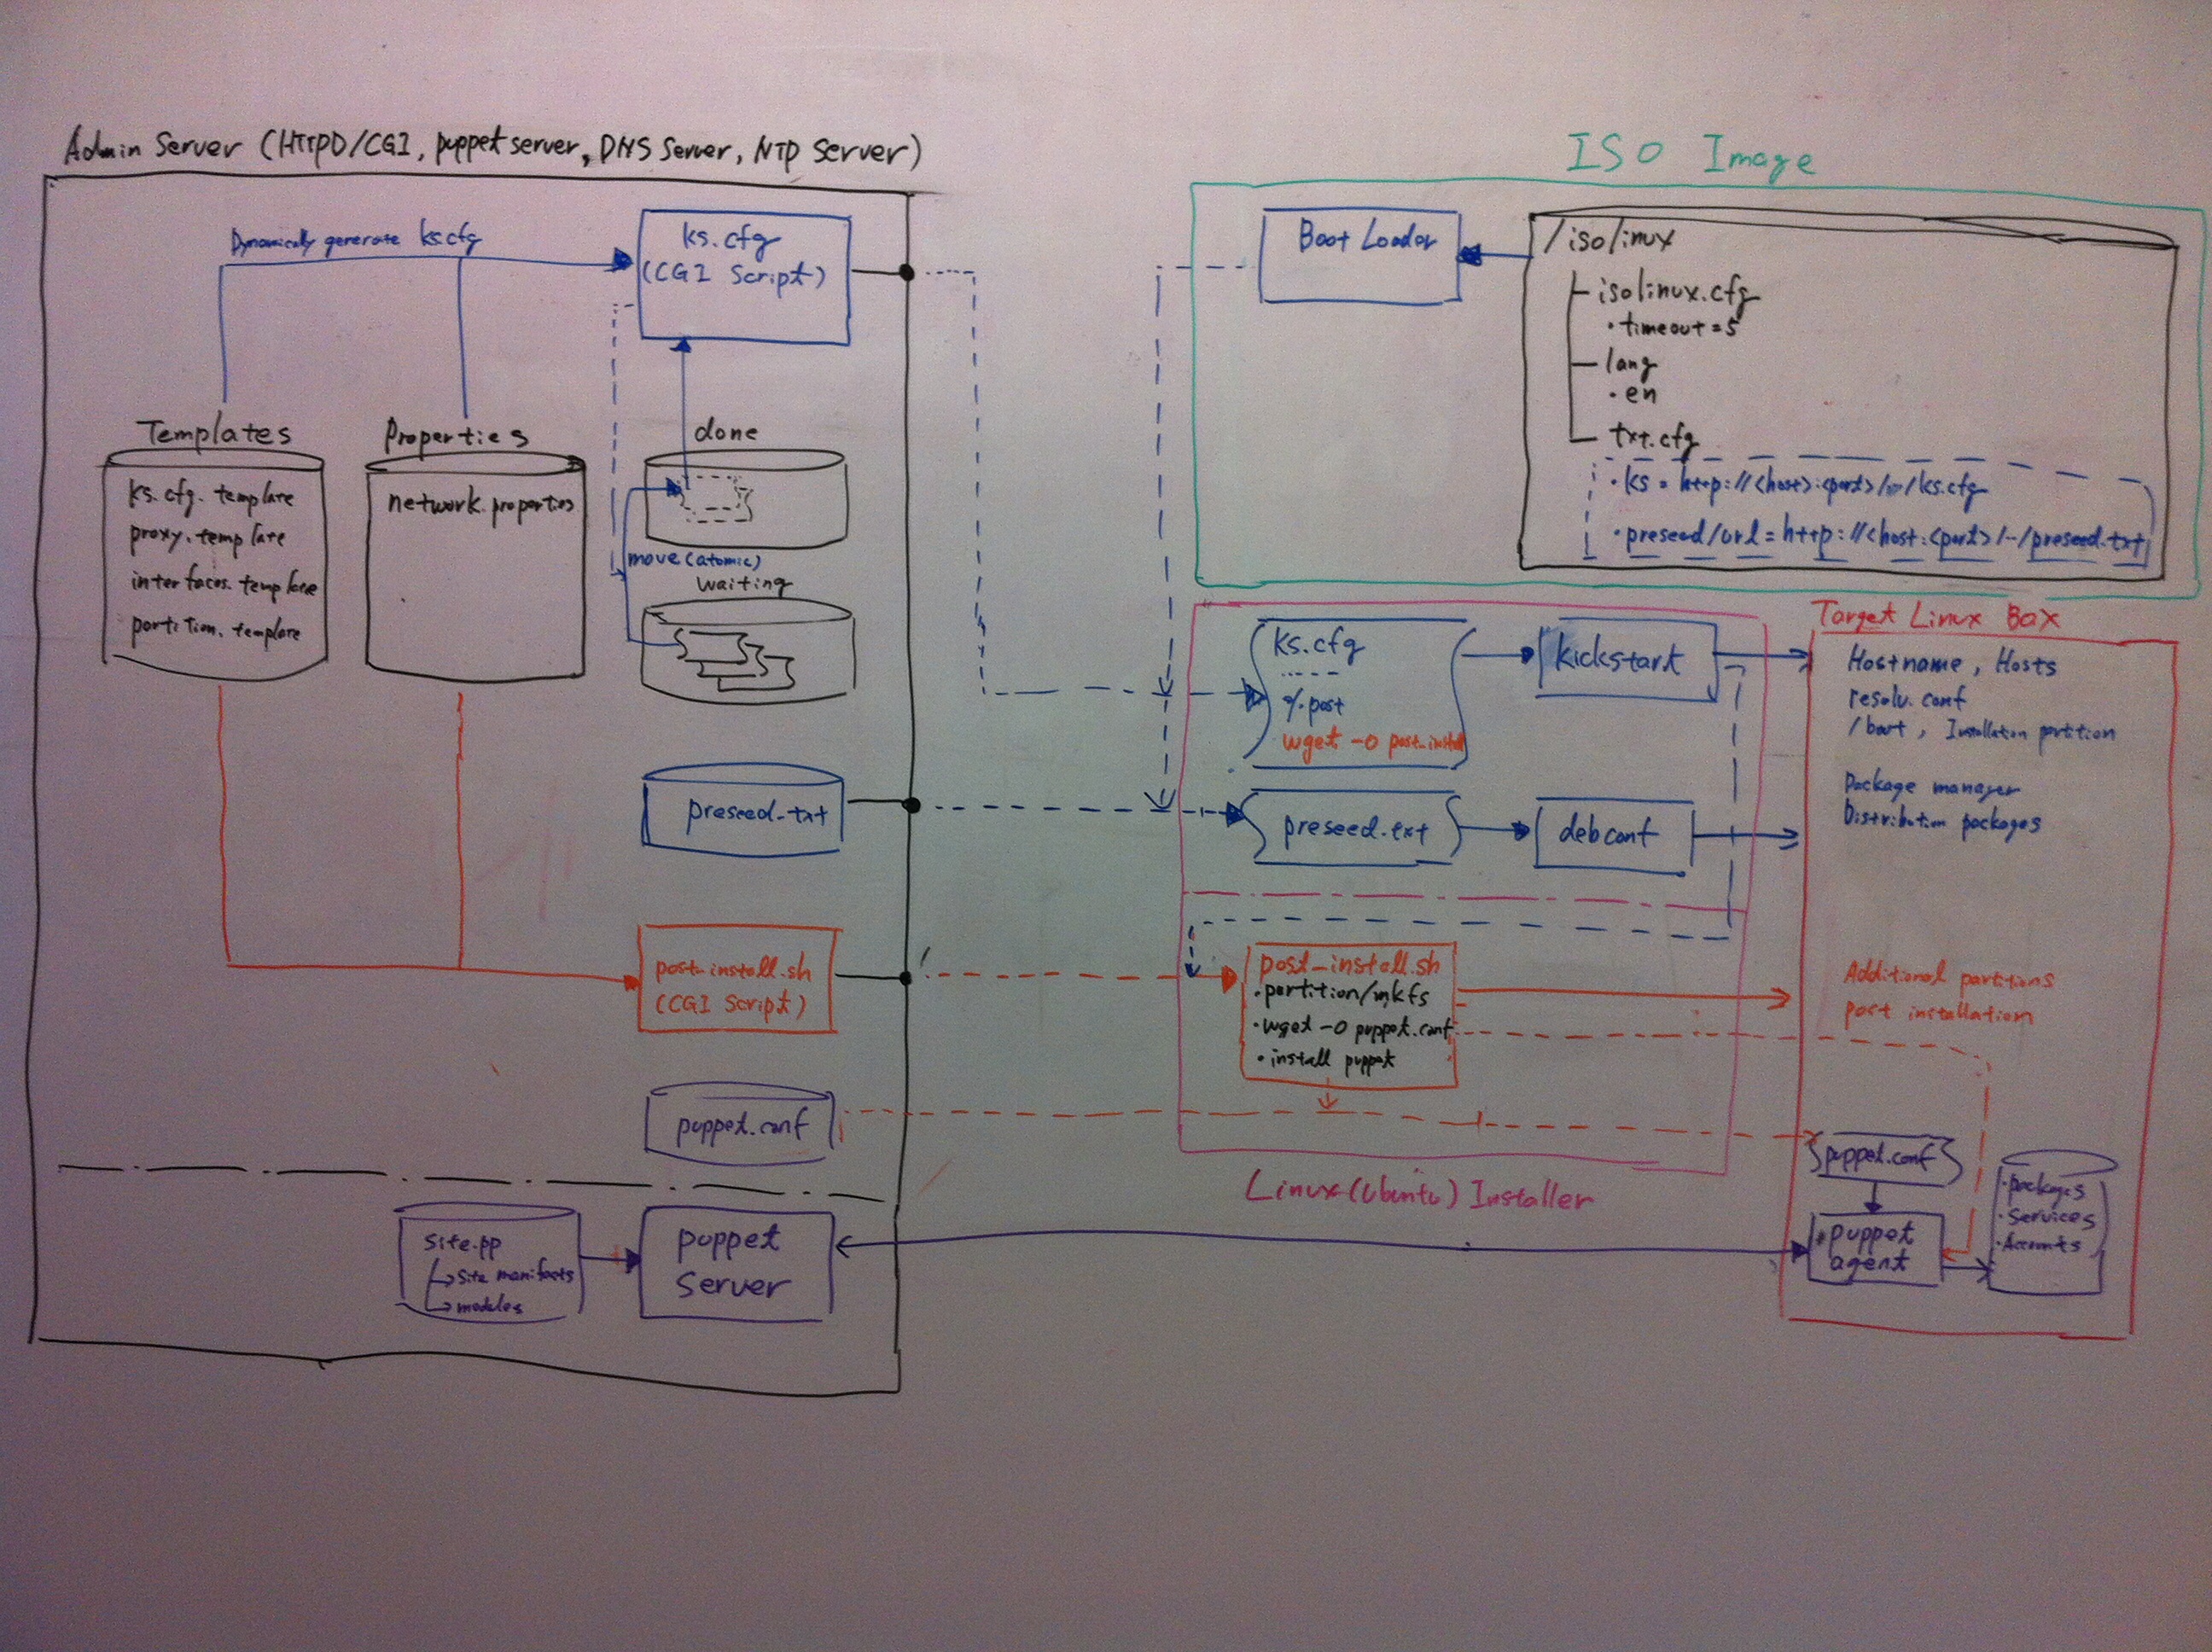 Admin Server (HTTPD/CGI, puppet server, DNS Server, NTP Server)
Dynamically generate ks.cfg
ks.cfg
(CGI Script)
Templates
ks.cfg.template
proxy.template
interfaces.template
partition.template
Properties
network.properties
done
move (atomic)
waiting
preseed.txt
post-install.sh
(CGI Script)
puppet.conf
site.pp
site manifests
modules
puppet
Server
ISO Image
Boot Loader
/isolinux
isolinux.cfg
• timeout=5
lang
• en
txt.cfg
• ks = http://<host>:<port>/../ks.cfg
• preseed/url = http://<host:<port>/--/preseed.txt
ks.cfg
-----
%post
wget -O post-install
kickstart
preseed.txt
debconf
post-install.sh
• partition/mkfs
• wget -O puppet.conf
• install puppet
Linux (Ubuntu) Installer
Target Linux Box
Hostname, Hosts
resolv.conf
/boot, Installation partition
Package manager
Distribution packages
Additional partitions
post installation
puppet.conf
puppet
agent
• packages
• Services
• Accounts